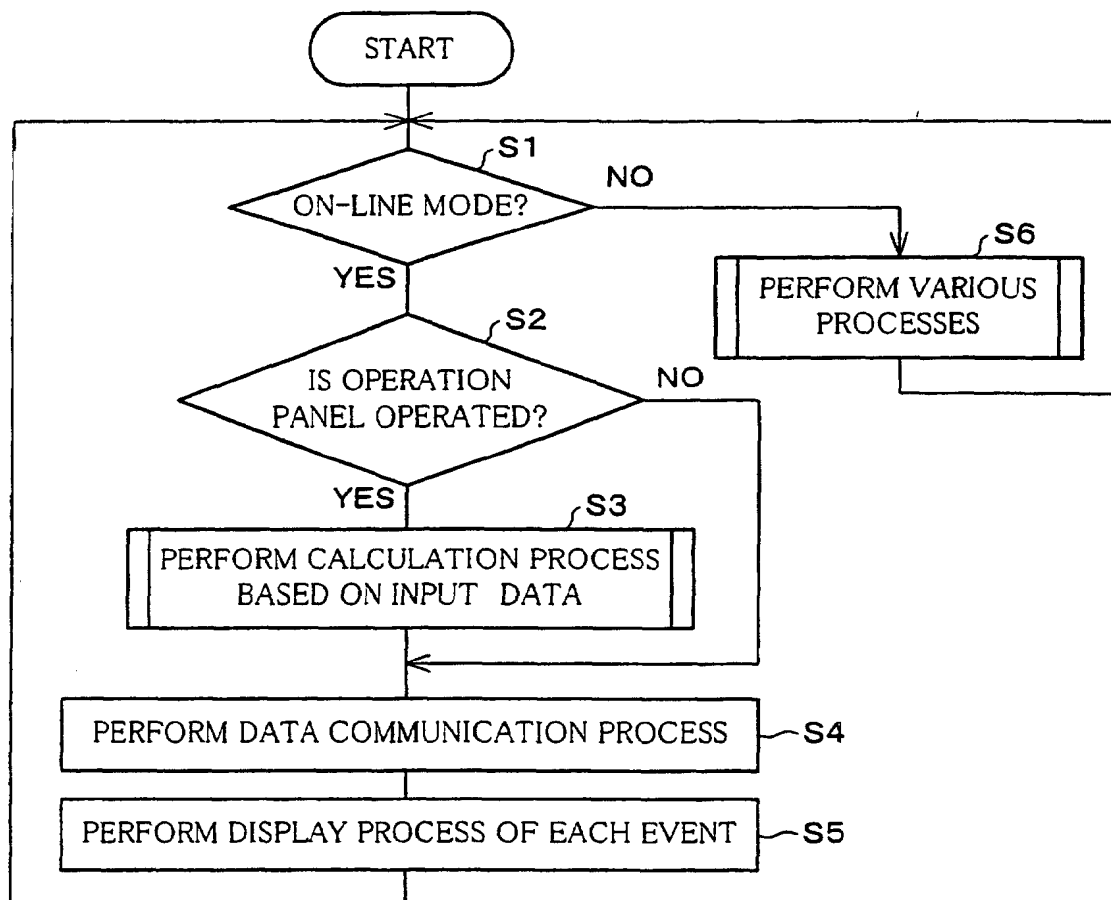 START
S1
ON-LINE MODE?
NO
YES
S6
PERFORM VARIOUS
PROCESSES
S2
IS OPERATION
PANEL OPERATED?
NO
YES
S3
PERFORM CALCULATION PROCESS
BASED ON INPUT DATA
PERFORM DATA COMMUNICATION PROCESS
S4
PERFORM DISPLAY PROCESS OF EACH EVENT
S5